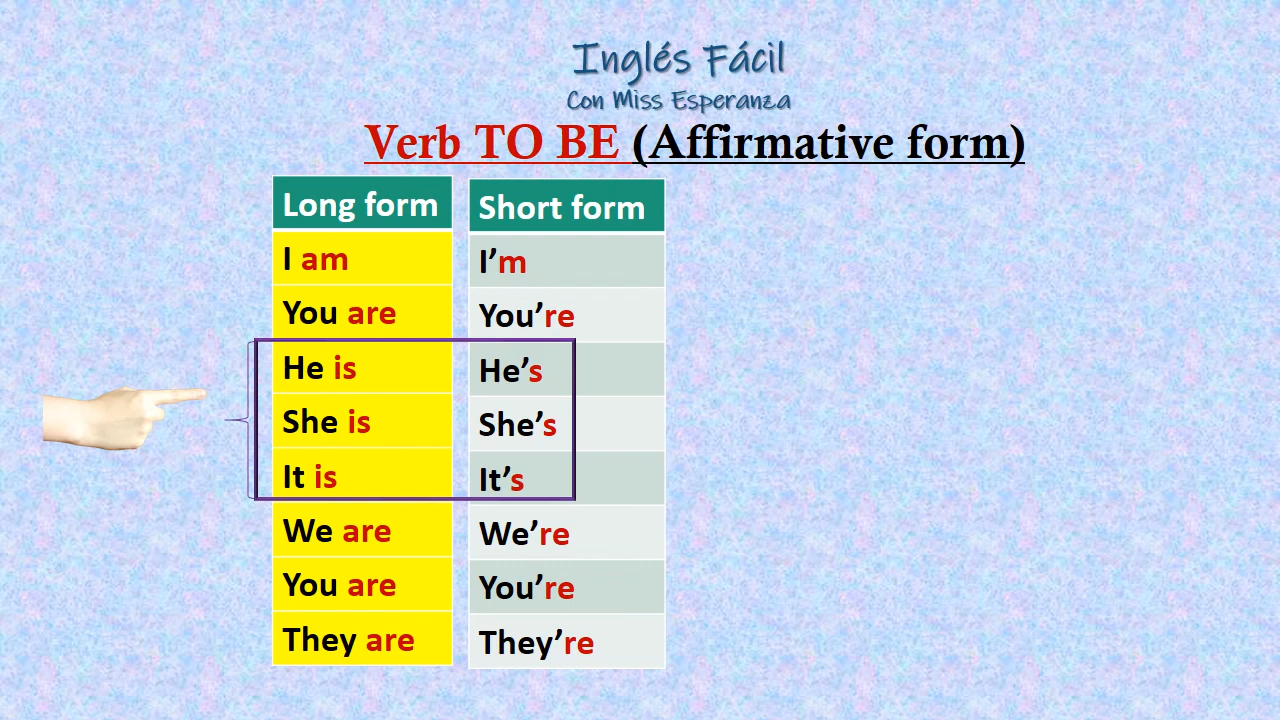 Inglés Fácil
Con Miss Esperanza
Verb TO BE (Affirmative form)
Long form Short form
I am I’m
You are You’re
He is He’s
She is She’s
It is It’s
We are We’re
You are You’re
They are They’re